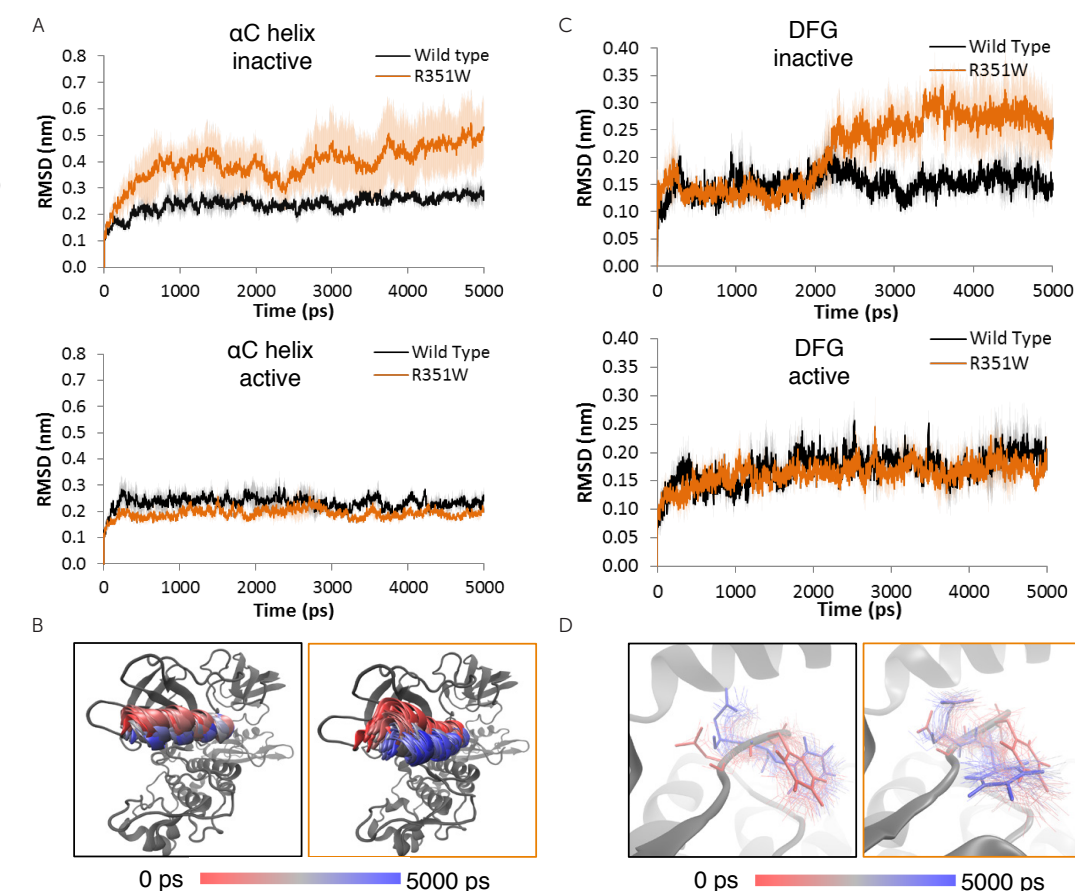 A
αC helix
inactive
Wild type
R351W
0.8
0.7
0.6
0.5
0.4
0.3
0.2
0.1
0.0
RMSD (nm)
0 1000 2000 3000 4000 5000
Time (ps)
αC helix
active
Wild Type
R351W
0.8
0.7
0.6
0.5
0.4
0.3
0.2
0.1
0.0
RMSD (nm)
0 1000 2000 3000 4000 5000
Time (ps)
B
0 ps 5000 ps
C
DFG
inactive
Wild Type
R351W
0.40
0.35
0.30
0.25
0.20
0.15
0.10
0.05
0.00
RMSD (nm)
0 1000 2000 3000 4000 5000
Time (ps)
DFG
active
Wild Type
R351W
0.40
0.35
0.30
0.25
0.20
0.15
0.10
0.05
0.00
RMSD (nm)
0 1000 2000 3000 4000 5000
Time (ps)
D
0 ps 5000 ps